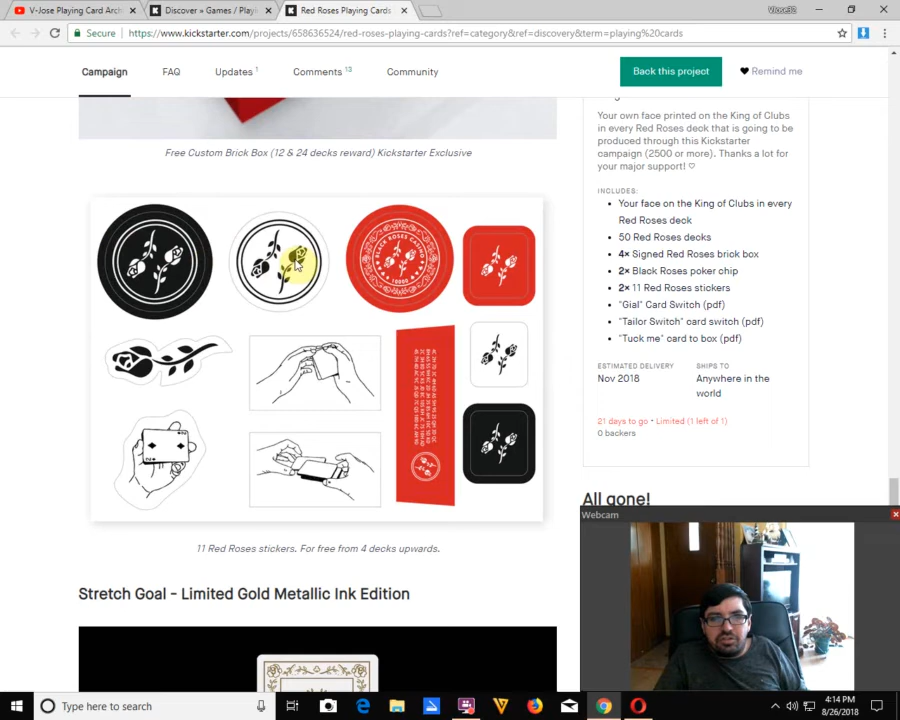 V-Jose Playing Card Arch
Discover » Games / Playi
Red Roses Playing Cards
VJose32
Secure
https://www.kickstarter.com/projects/658636524/red-roses-playing-cards?ref=category&ref=discovery&term=playing%20cards
Campaign
FAQ
Updates 1
Comments 13
Community
Back this project
Remind me
Free Custom Brick Box (12 & 24 decks reward) Kickstarter Exclusive
BLACK ROSES CASINO
10000
11 Red Roses stickers. For free from 4 decks upwards.
Stretch Goal - Limited Gold Metallic Ink Edition
Your own face printed on the King of Clubs
in every Red Roses deck that is going to be
produced through this Kickstarter
campaign (2500 or more). Thanks a lot for
your major support! ♡
INCLUDES:
• Your face on the King of Clubs in every
Red Roses deck
• 50 Red Roses decks
• 4× Signed Red Roses brick box
• 2× Black Roses poker chip
• 2× 11 Red Roses stickers
• "Gial" Card Switch (pdf)
• "Tailor Switch" card switch (pdf)
• "Tuck me" card to box (pdf)
ESTIMATED DELIVERY
Nov 2018
SHIPS TO
Anywhere in the
world
21 days to go • Limited (1 left of 1)
0 backers
All gone!
Webcam
Type here to search
4:14 PM
8/26/2018